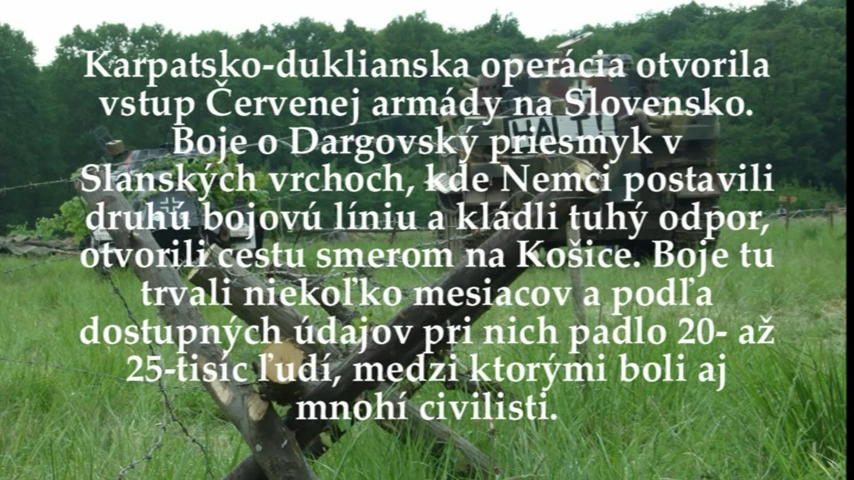 Karpatsko-duklianska operácia otvorila
vstup Červenej armády na Slovensko.
Boje o Dargovský priesmyk v
Slanských vrchoch, kde Nemci postavili
druhú bojovú líniu a kládli tuhý odpor,
otvorili cestu smerom na Košice. Boje tu
trvali niekoľko mesiacov a podľa
dostupných údajov pri nich padlo 20- až
25-tisíc ľudí, medzi ktorými boli aj
mnohí civilisti.
HALT!